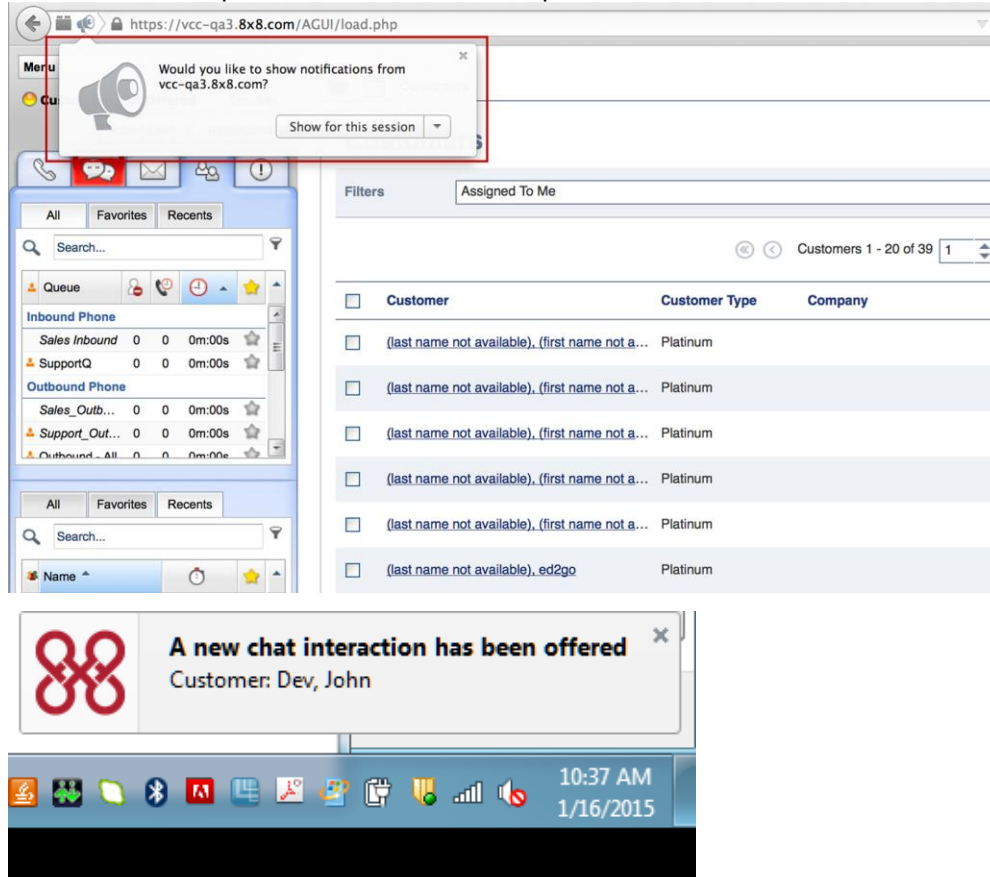 https://vcc-qa3.8x8.com/AGUI/load.php
Menu
Would you like to show notifications from
vcc-qa3.8x8.com?
Cu
Show for this session
Filters Assigned To Me
All Favorites Recents
Search...
Customers 1 - 20 of 39 1
Queue
Customer Customer Type Company
Inbound Phone
Sales Inbound 0 0 0m:00s
(last name not available), (first name not a... Platinum
SupportQ 0 0 0m:00s
Outbound Phone
(last name not available), (first name not a... Platinum
Sales_Outb... 0 0 0m:00s
Support_Out... 0 0 0m:00s
(last name not available), (first name not a... Platinum
Outbound - All 0 0 0m:00s
(last name not available), (first name not a... Platinum
All Favorites Recents
(last name not available), (first name not a... Platinum
Search...
Name
(last name not available), ed2go Platinum
A new chat interaction has been offered
Customer: Dev, John
10:37 AM
1/16/2015